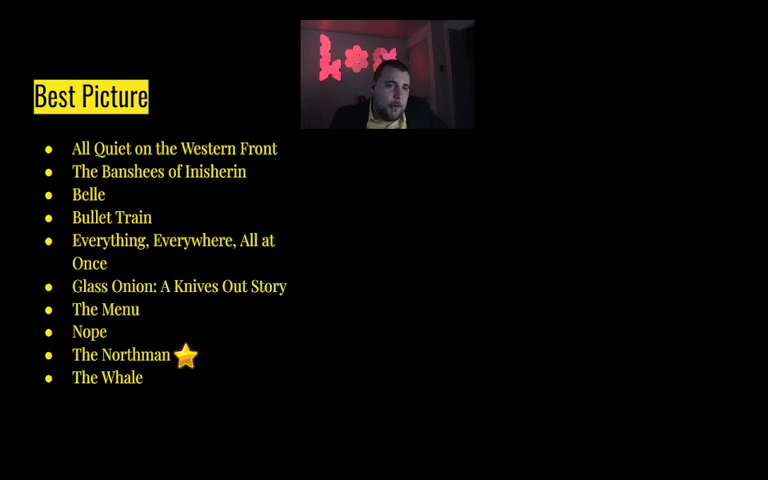 Best Picture
All Quiet on the Western Front
The Banshees of Inisherin
Belle
Bullet Train
Everything, Everywhere, All at
Once
Glass Onion: A Knives Out Story
The Menu
Nope
The Northman
The Whale